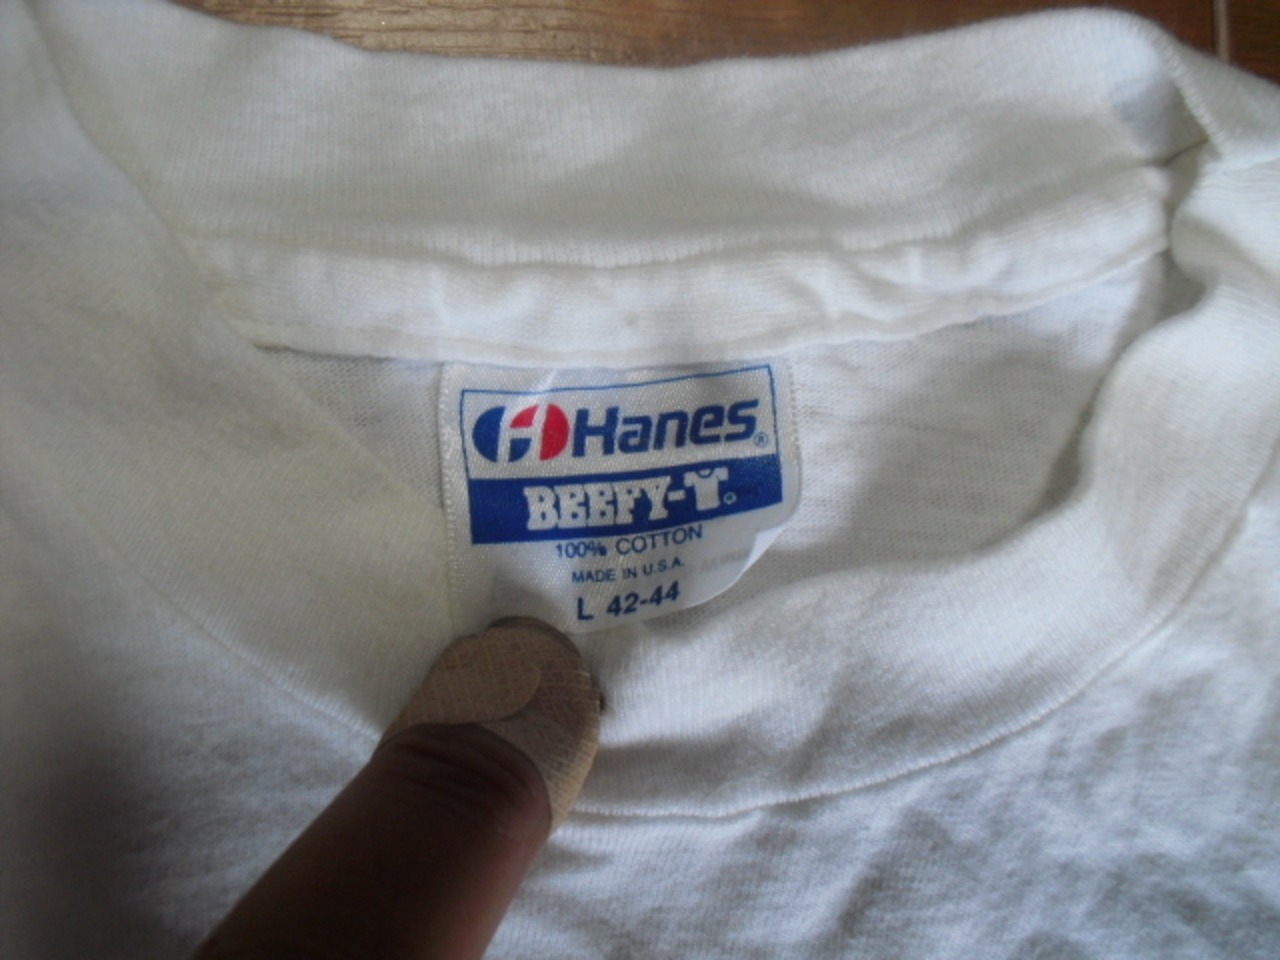 Hanes®
BEEFY-T®
100% COTTON
MADE IN U.S.A.
L 42-44